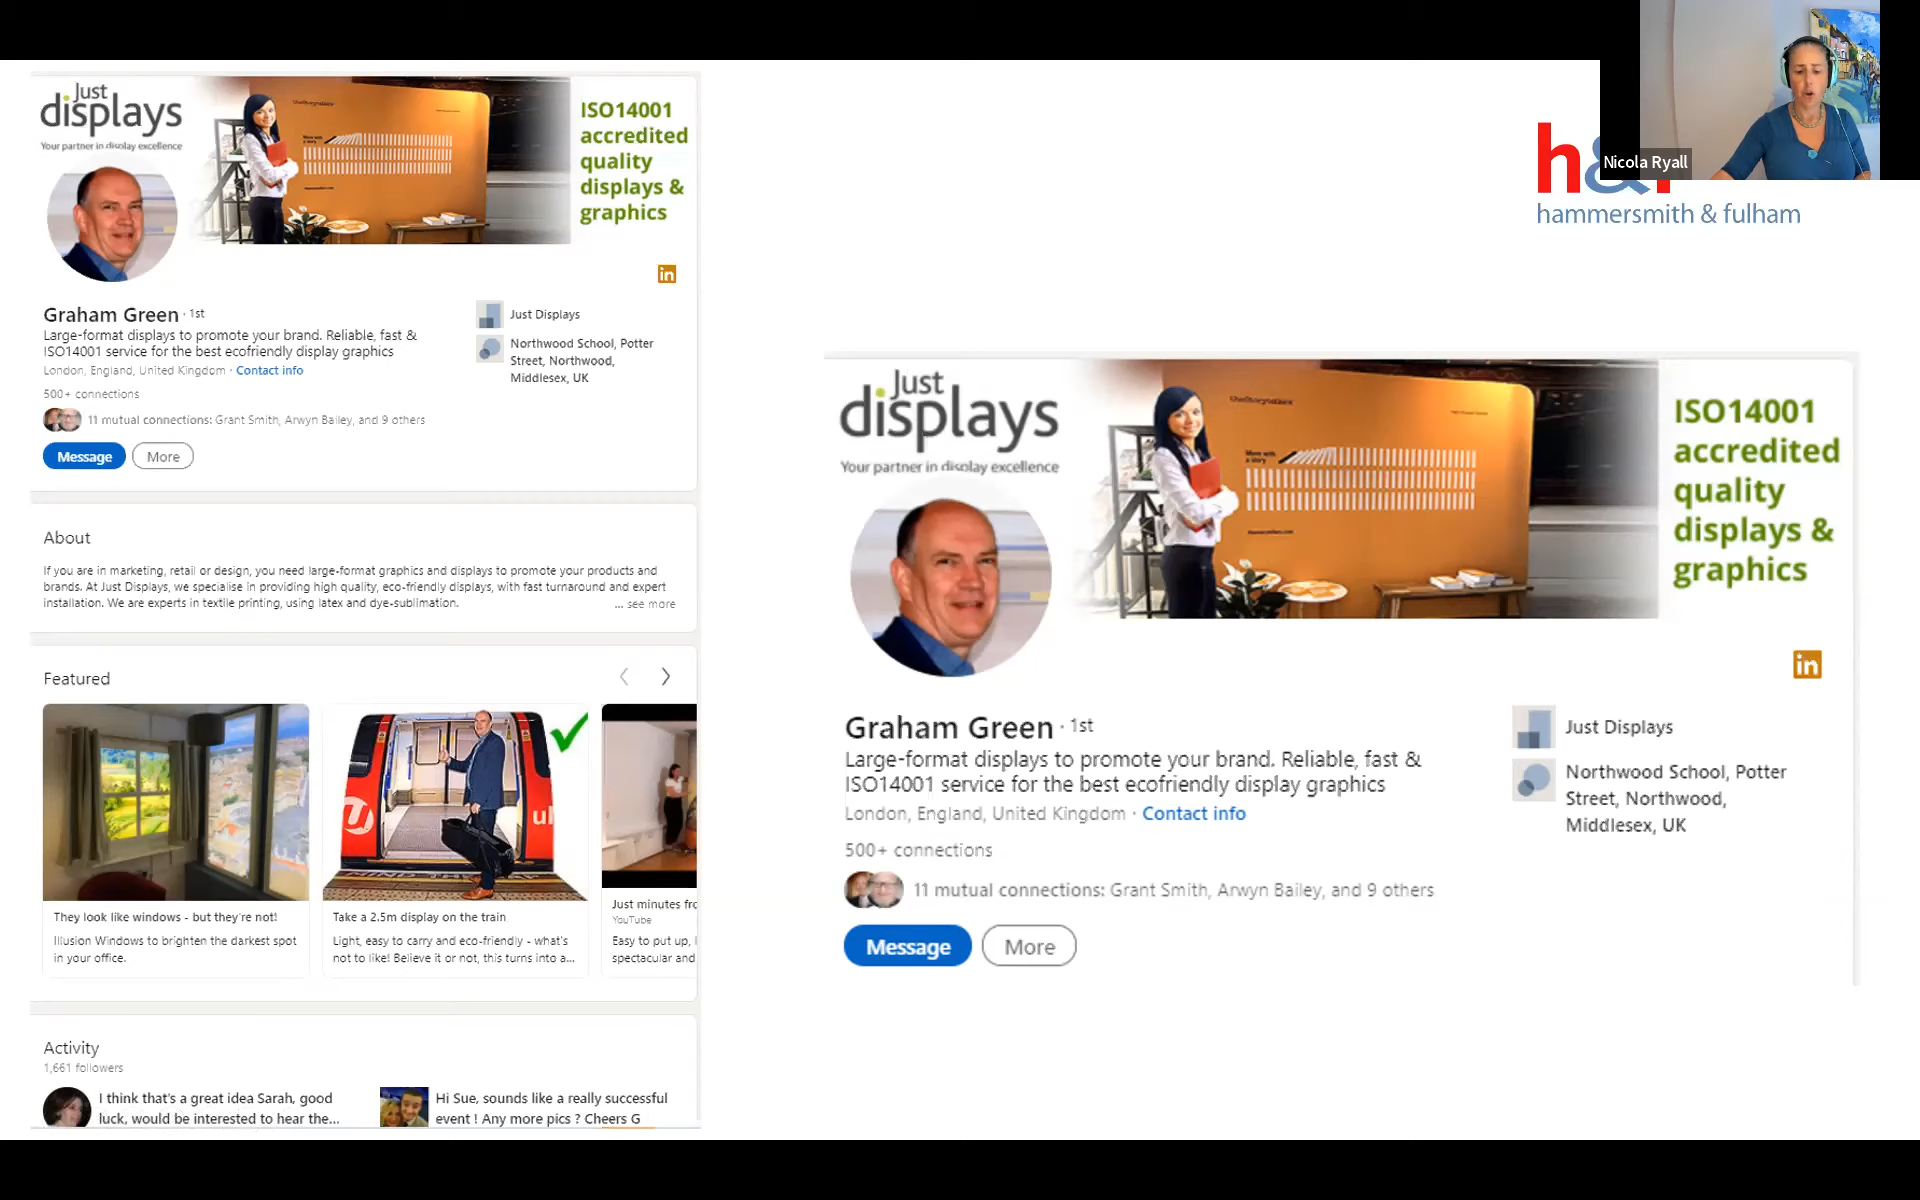 Just
displays
Your partner in display excellence
ISO14001
accredited
quality
displays &
graphics
in
Graham Green · 1st
Large-format displays to promote your brand. Reliable, fast &
ISO14001 service for the best ecofriendly display graphics
London, England, United Kingdom · Contact info
500+ connections
11 mutual connections: Grant Smith, Arwyn Bailey, and 9 others
Message
More
Just Displays
Northwood School, Potter
Street, Northwood,
Middlesex, UK
About
If you are in marketing, retail or design, you need large-format graphics and displays to promote your products and
brands. At Just Displays, we specialise in providing high quality, eco-friendly displays, with fast turnaround and expert
installation. We are experts in textile printing, using latex and dye-sublimation.
... see more
Featured
They look like windows - but they're not!
Illusion Windows to brighten the darkest spot
in your office.
MIND THE GAP
Take a 2.5m display on the train
Light, easy to carry and eco-friendly - what's
not to like! Believe it or not, this turns into a...
Just minutes fro
YouTube
Easy to put up, l
spectacular and
Activity
1,661 followers
I think that's a great idea Sarah, good
luck, would be interested to hear the...
Hi Sue, sounds like a really successful
event ! Any more pics ? Cheers G
Nicola Ryall
h&f
hammersmith & fulham
Just
displays
Your partner in display excellence
ISO14001
accredited
quality
displays &
graphics
in
Graham Green · 1st
Large-format displays to promote your brand. Reliable, fast &
ISO14001 service for the best ecofriendly display graphics
London, England, United Kingdom · Contact info
500+ connections
11 mutual connections: Grant Smith, Arwyn Bailey, and 9 others
Message
More
Just Displays
Northwood School, Potter
Street, Northwood,
Middlesex, UK